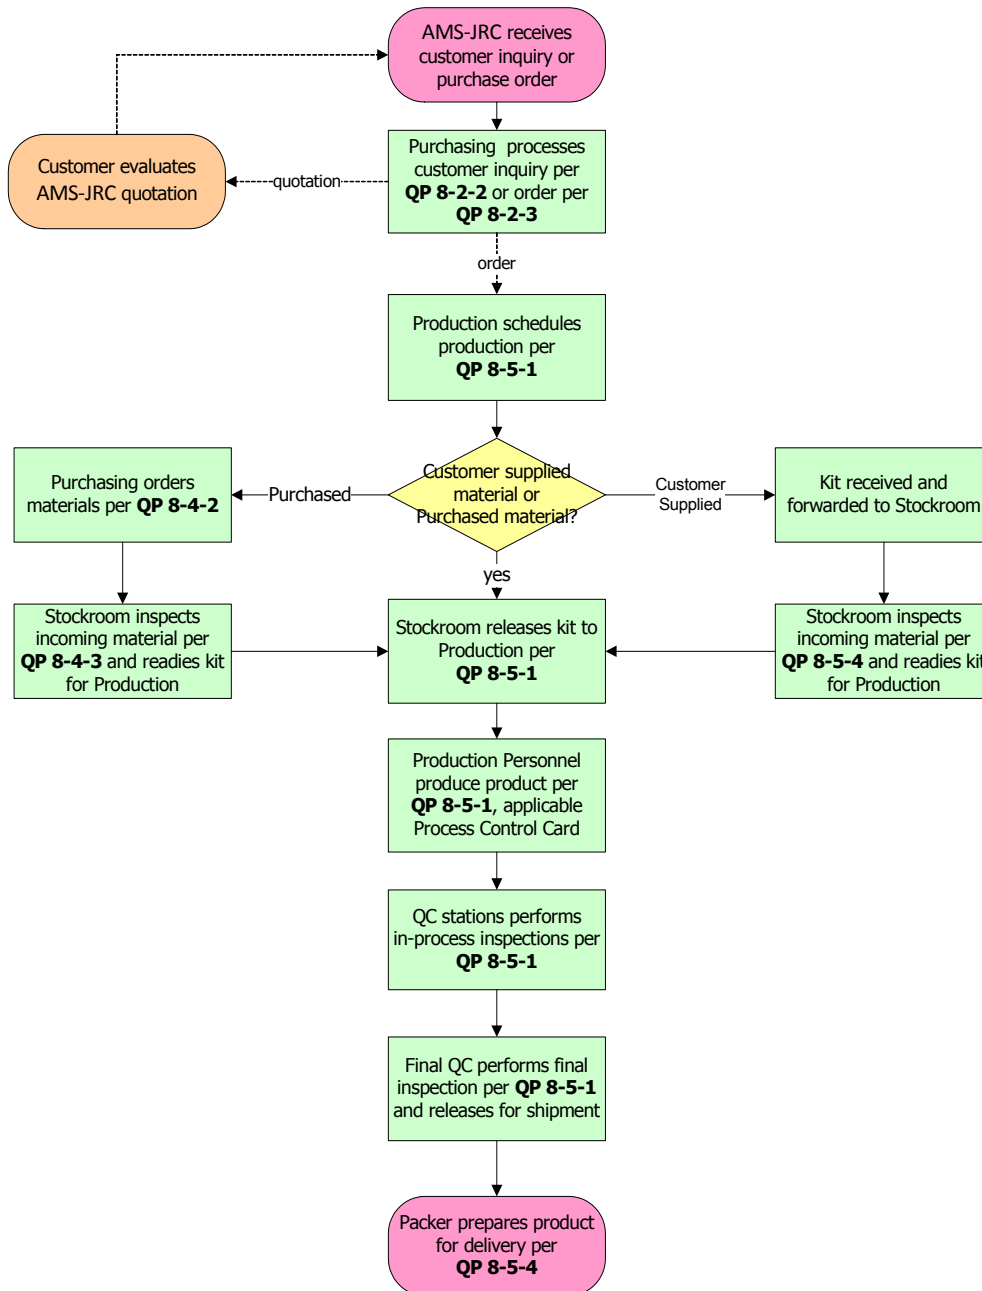 AMS-JRC receives
customer inquiry or
purchase order
Customer evaluates
AMS-JRC quotation
quotation
Purchasing processes
customer inquiry per
QP 8-2-2 or order per
QP 8-2-3
order
Production schedules
production per
QP 8-5-1
Purchasing orders
materials per QP 8-4-2
Purchased
Customer supplied
material or
Purchased material?
Customer
Supplied
Kit received and
forwarded to Stockroom
yes
Stockroom inspects
incoming material per
QP 8-4-3 and readies kit
for Production
Stockroom releases kit to
Production per
QP 8-5-1
Stockroom inspects
incoming material per
QP 8-5-4 and readies kit
for Production
Production Personnel
produce product per
QP 8-5-1, applicable
Process Control Card
QC stations performs
in-process inspections per
QP 8-5-1
Final QC performs final
inspection per QP 8-5-1
and releases for shipment
Packer prepares product
for delivery per
QP 8-5-4